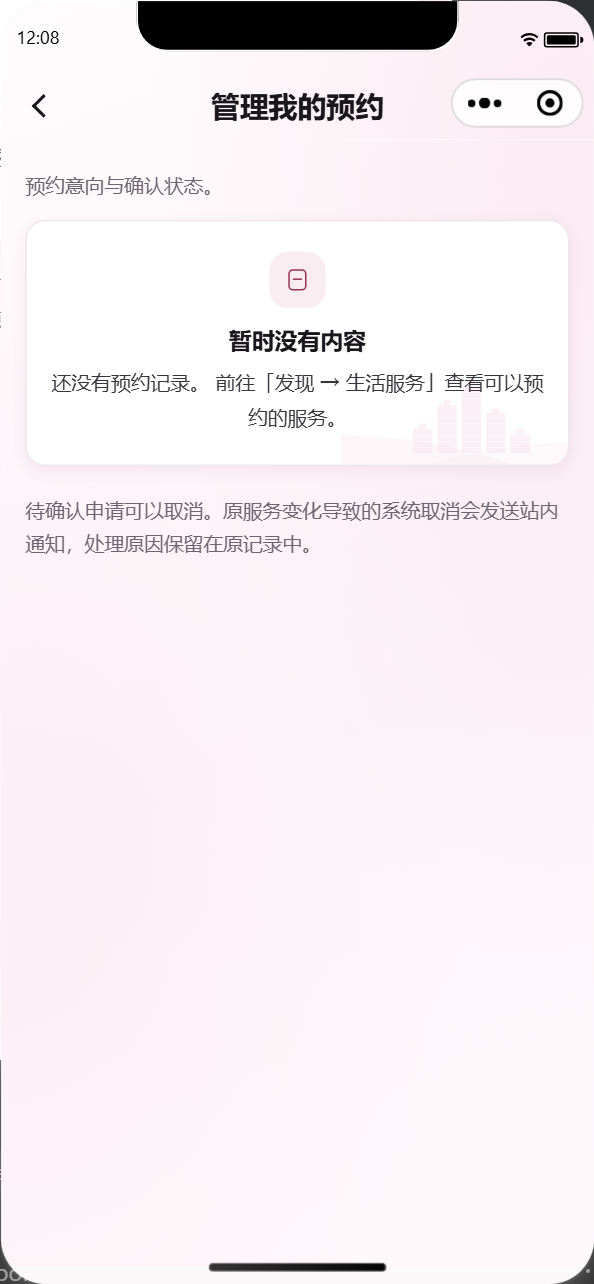 12:08
管理我的预约
预约意向与确认状态。
暂时没有内容
还没有预约记录。 前往「发现 → 生活服务」查看可以预
约的服务。
待确认申请可以取消。原服务变化导致的系统取消会发送站内
通知，处理原因保留在原记录中。